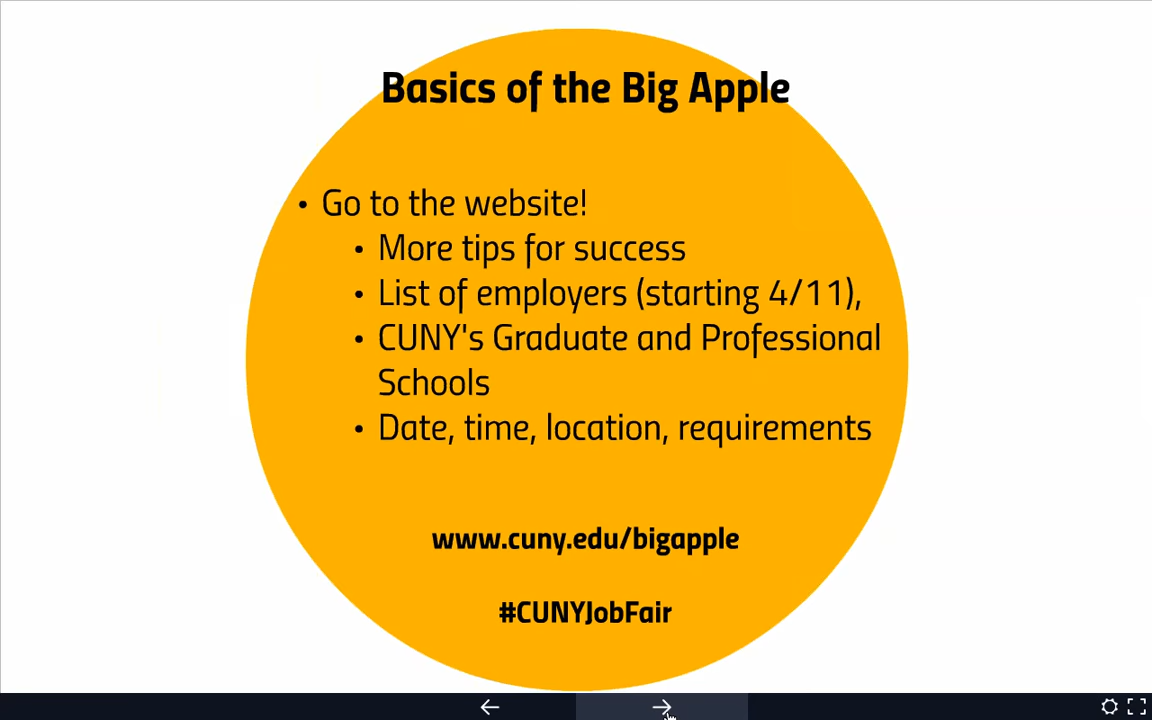 Basics of the Big Apple
• Go to the website!
• More tips for success
• List of employers (starting 4/11),
• CUNY's Graduate and Professional
Schools
• Date, time, location, requirements
www.cuny.edu/bigapple
#CUNYJobFair